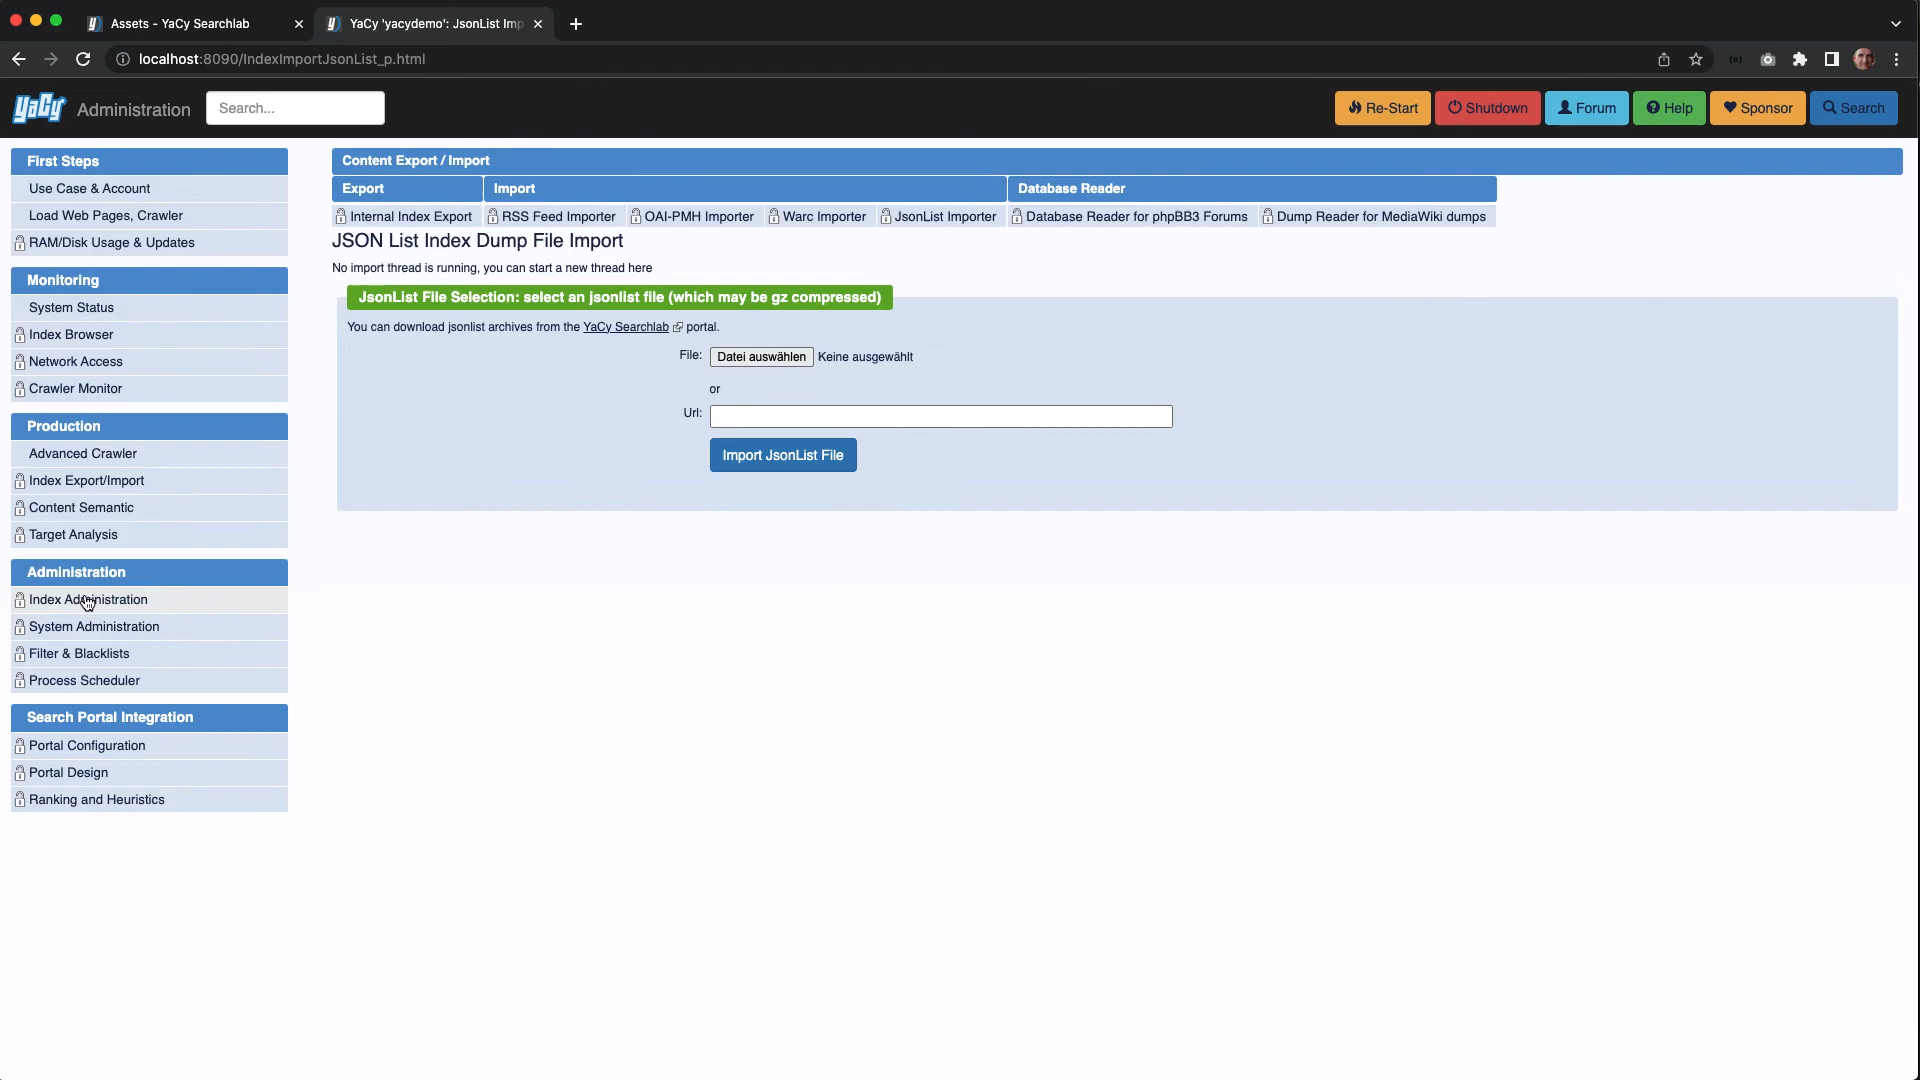 Assets - YaCy Searchlab
YaCy 'yacydemo': JsonList Imp
localhost:8090/IndexImportJsonList_p.html
YaCy Administration Search... Re-Start Shutdown Forum Help Sponsor Search
First Steps
Use Case & Account
Load Web Pages, Crawler
RAM/Disk Usage & Updates
Monitoring
System Status
Index Browser
Network Access
Crawler Monitor
Production
Advanced Crawler
Index Export/Import
Content Semantic
Target Analysis
Administration
Index Administration
System Administration
Filter & Blacklists
Process Scheduler
Search Portal Integration
Portal Configuration
Portal Design
Ranking and Heuristics
Content Export / Import
Export Import Database Reader
Internal Index Export RSS Feed Importer OAI-PMH Importer Warc Importer JsonList Importer Database Reader for phpBB3 Forums Dump Reader for MediaWiki dumps
JSON List Index Dump File Import
No import thread is running, you can start a new thread here
JsonList File Selection: select an jsonlist file (which may be gz compressed)
You can download jsonlist archives from the YaCy Searchlab portal.
File: Datei auswählen Keine ausgewählt
or
Url:
Import JsonList File